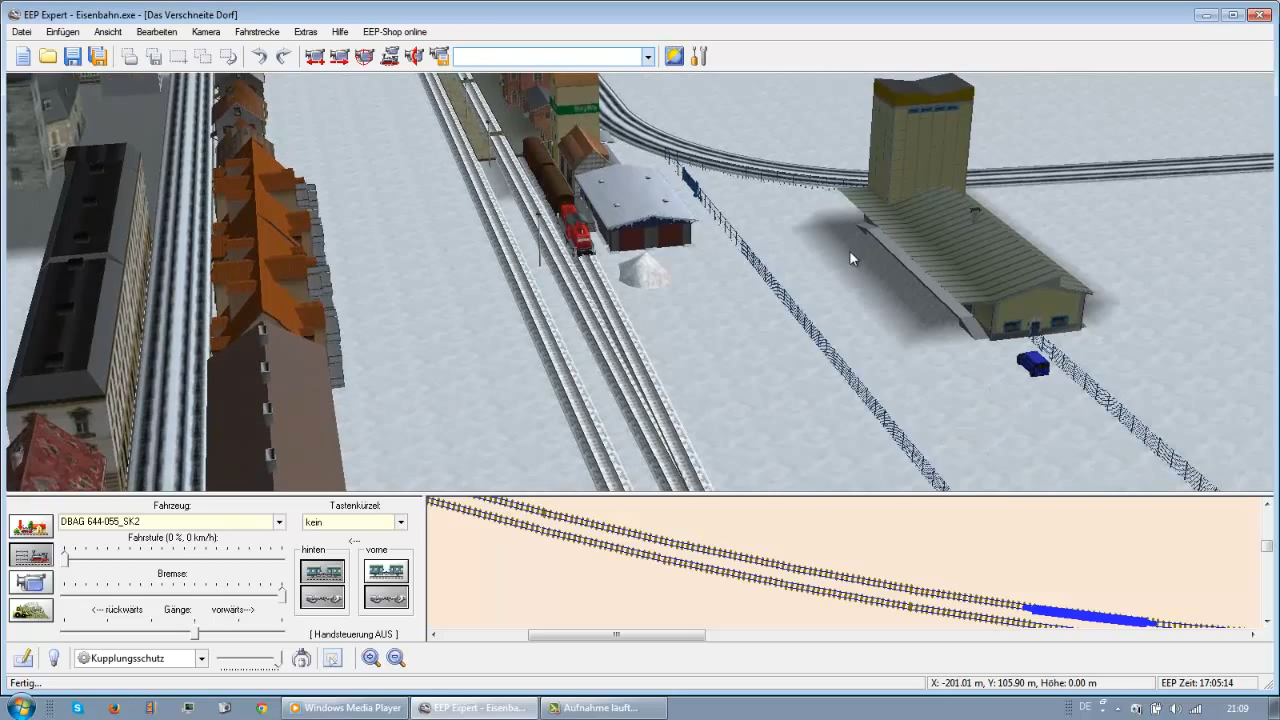 EEP Expert - Eisenbahn.exe - [Das Verschneite Dorf]
Datei Einfügen Ansicht Bearbeiten Kamera Fahrstrecke Extras Hilfe EEP-Shop online
Fahrzeug:
DBAG 644-055_SK2
Fahrstufe (0 %, 0 km/h):
Bremse:
<--- rückwärts Gänge: vorwärts--->
Tastenkürzel:
kein
<---
hinten vorne
[ Handsteuerung AUS ]
Kupplungsschutz
Fertig...
X: -201.01 m, Y: 105.90 m, Höhe: 0.00 m
EEP Zeit: 17:05:14
Windows Media Player
EEP Expert - Eisenba...
Aufnahme läuft...
DE
21:09